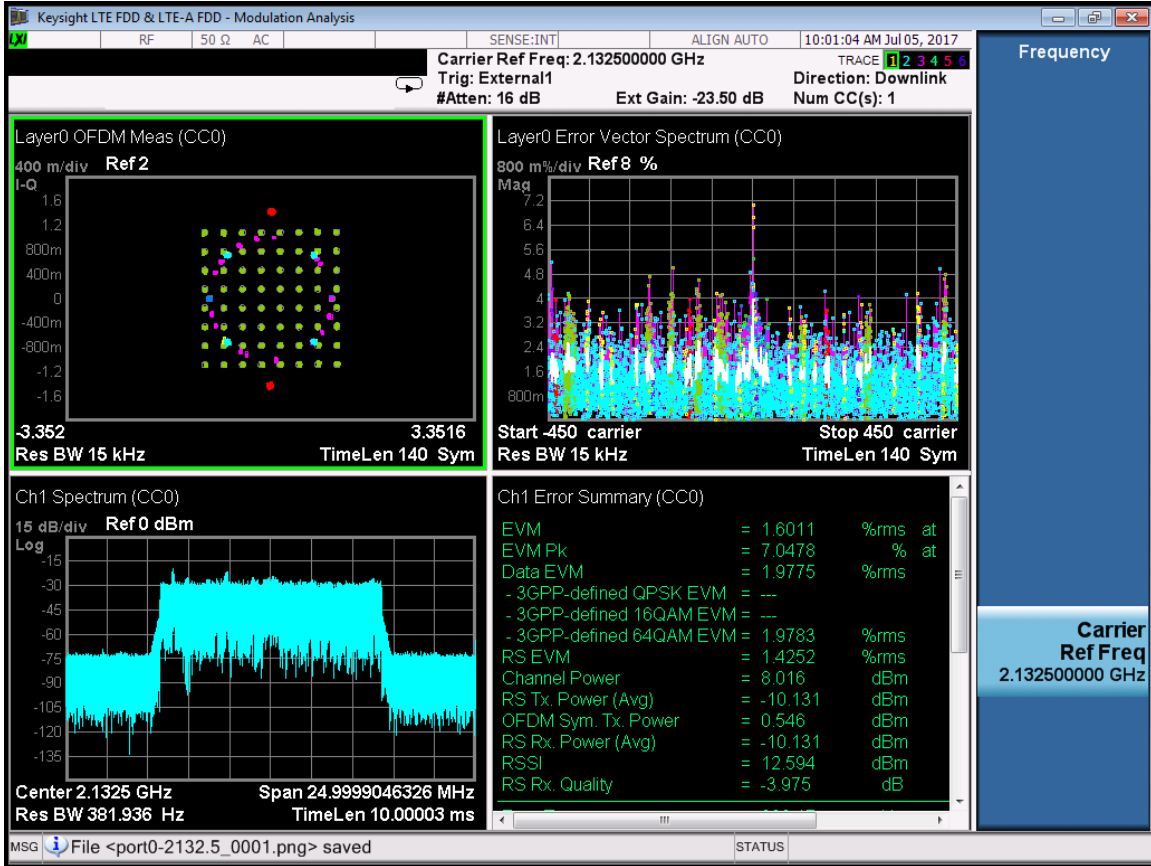 Keysight LTE FDD & LTE-A FDD - Modulation Analysis
LXI RF 50 Ω AC SENSE:INT ALIGN AUTO 10:01:04 AM Jul 05, 2017
Carrier Ref Freq: 2.132500000 GHz TRACE 1 2 3 4 5 6
Trig: External1 Direction: Downlink
#Atten: 16 dB Ext Gain: -23.50 dB Num CC(s): 1
Layer0 OFDM Meas (CC0)
400 m/div Ref 2
I-Q
1.6
1.2
800m
400m
0
-400m
-800m
-1.2
-1.6
-3.352 3.3516
Res BW 15 kHz TimeLen 140 Sym
Layer0 Error Vector Spectrum (CC0)
800 m%/div Ref 8 %
Mag
7.2
6.4
5.6
4.8
4
3.2
2.4
1.6
800m
Start -450 carrier Stop 450 carrier
Res BW 15 kHz TimeLen 140 Sym
Ch1 Spectrum (CC0)
15 dB/div Ref 0 dBm
Log
-15
-30
-45
-60
-75
-90
-105
-120
-135
Center 2.1325 GHz Span 24.9999046326 MHz
Res BW 381.936 Hz TimeLen 10.00003 ms
Ch1 Error Summary (CC0)
EVM = 1.6011 %rms at
EVM Pk = 7.0478 % at
Data EVM = 1.9775 %rms
- 3GPP-defined QPSK EVM = ---
- 3GPP-defined 16QAM EVM = ---
- 3GPP-defined 64QAM EVM = 1.9783 %rms
RS EVM = 1.4252 %rms
Channel Power = 8.016 dBm
RS Tx. Power (Avg) = -10.131 dBm
OFDM Sym. Tx. Power = 0.546 dBm
RS Rx. Power (Avg) = -10.131 dBm
RSSI = 12.594 dBm
RS Rx. Quality = -3.975 dB
Frequency
Carrier
Ref Freq
2.132500000 GHz
MSG File <port0-2132.5_0001.png> saved STATUS